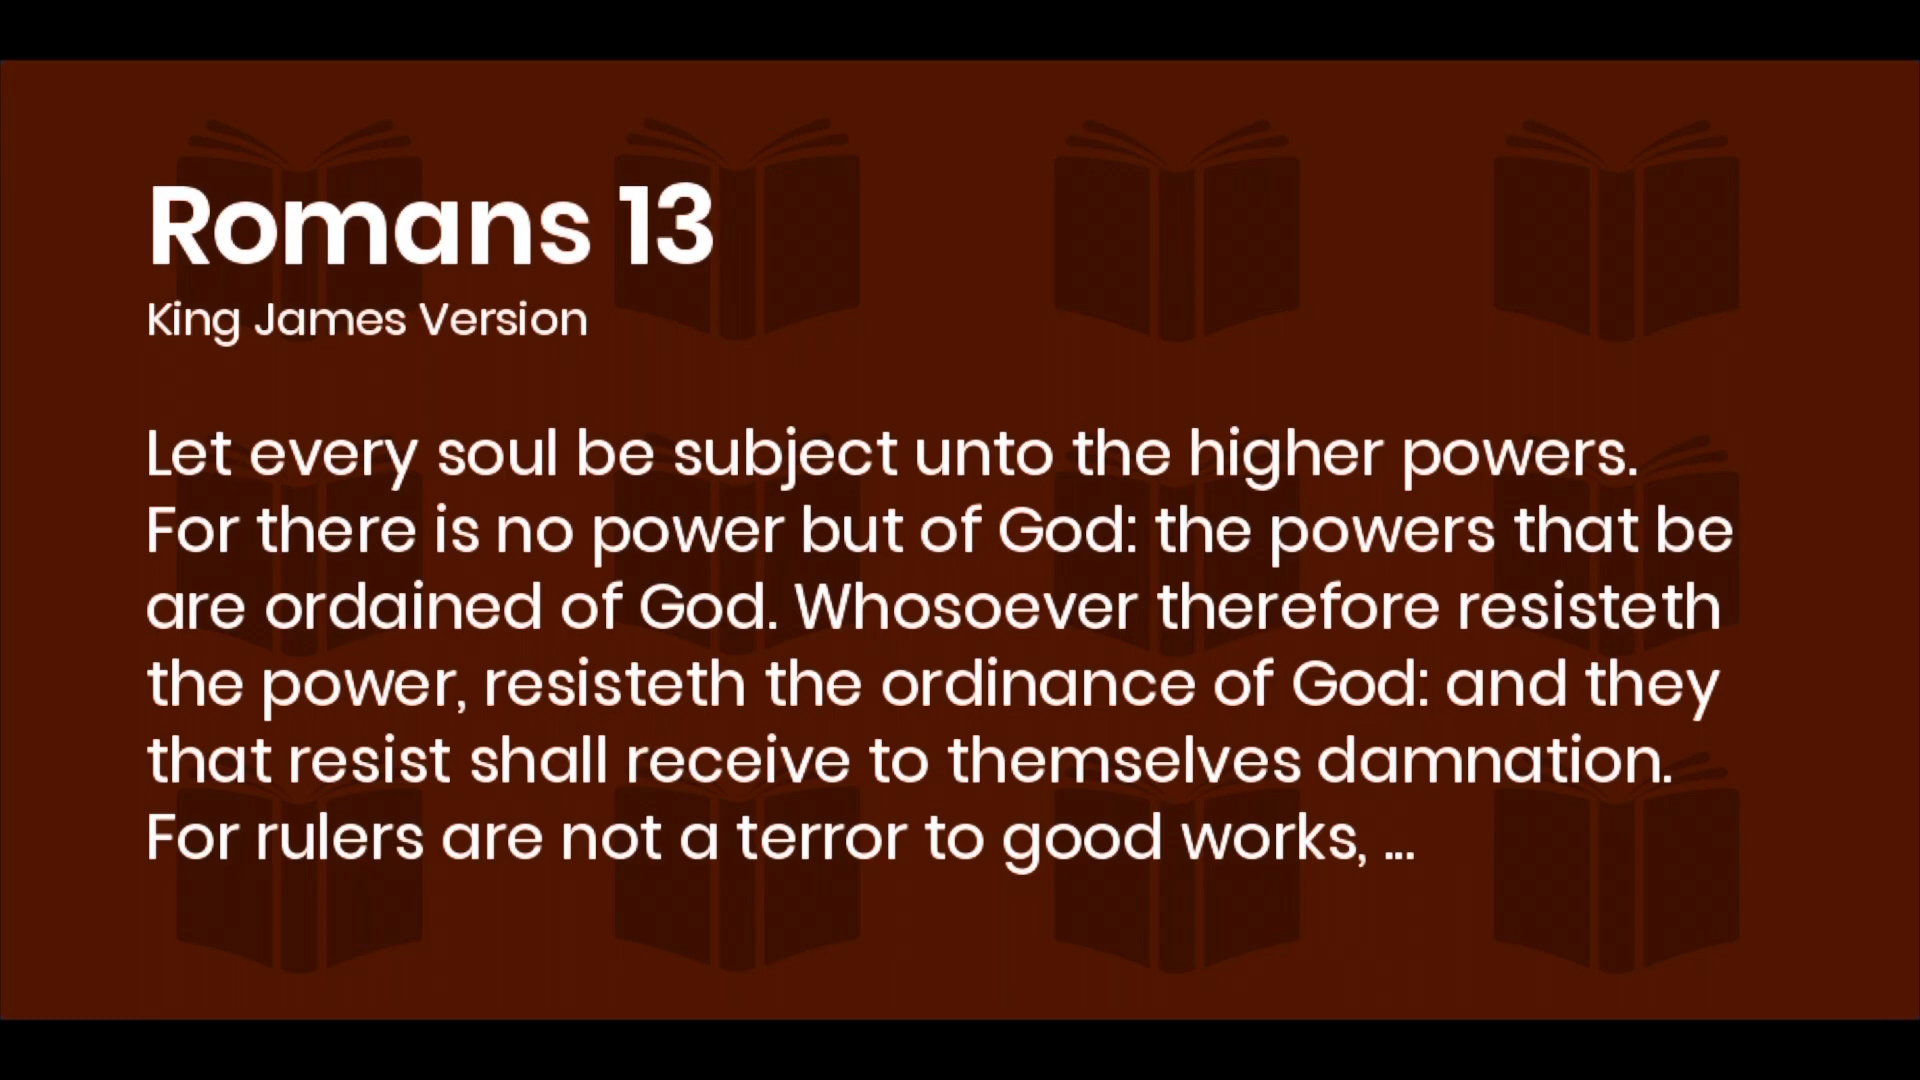 Romans 13
King James Version
Let every soul be subject unto the higher powers.
For there is no power but of God: the powers that be
are ordained of God. Whosoever therefore resisteth
the power, resisteth the ordinance of God: and they
that resist shall receive to themselves damnation.
For rulers are not a terror to good works, ...